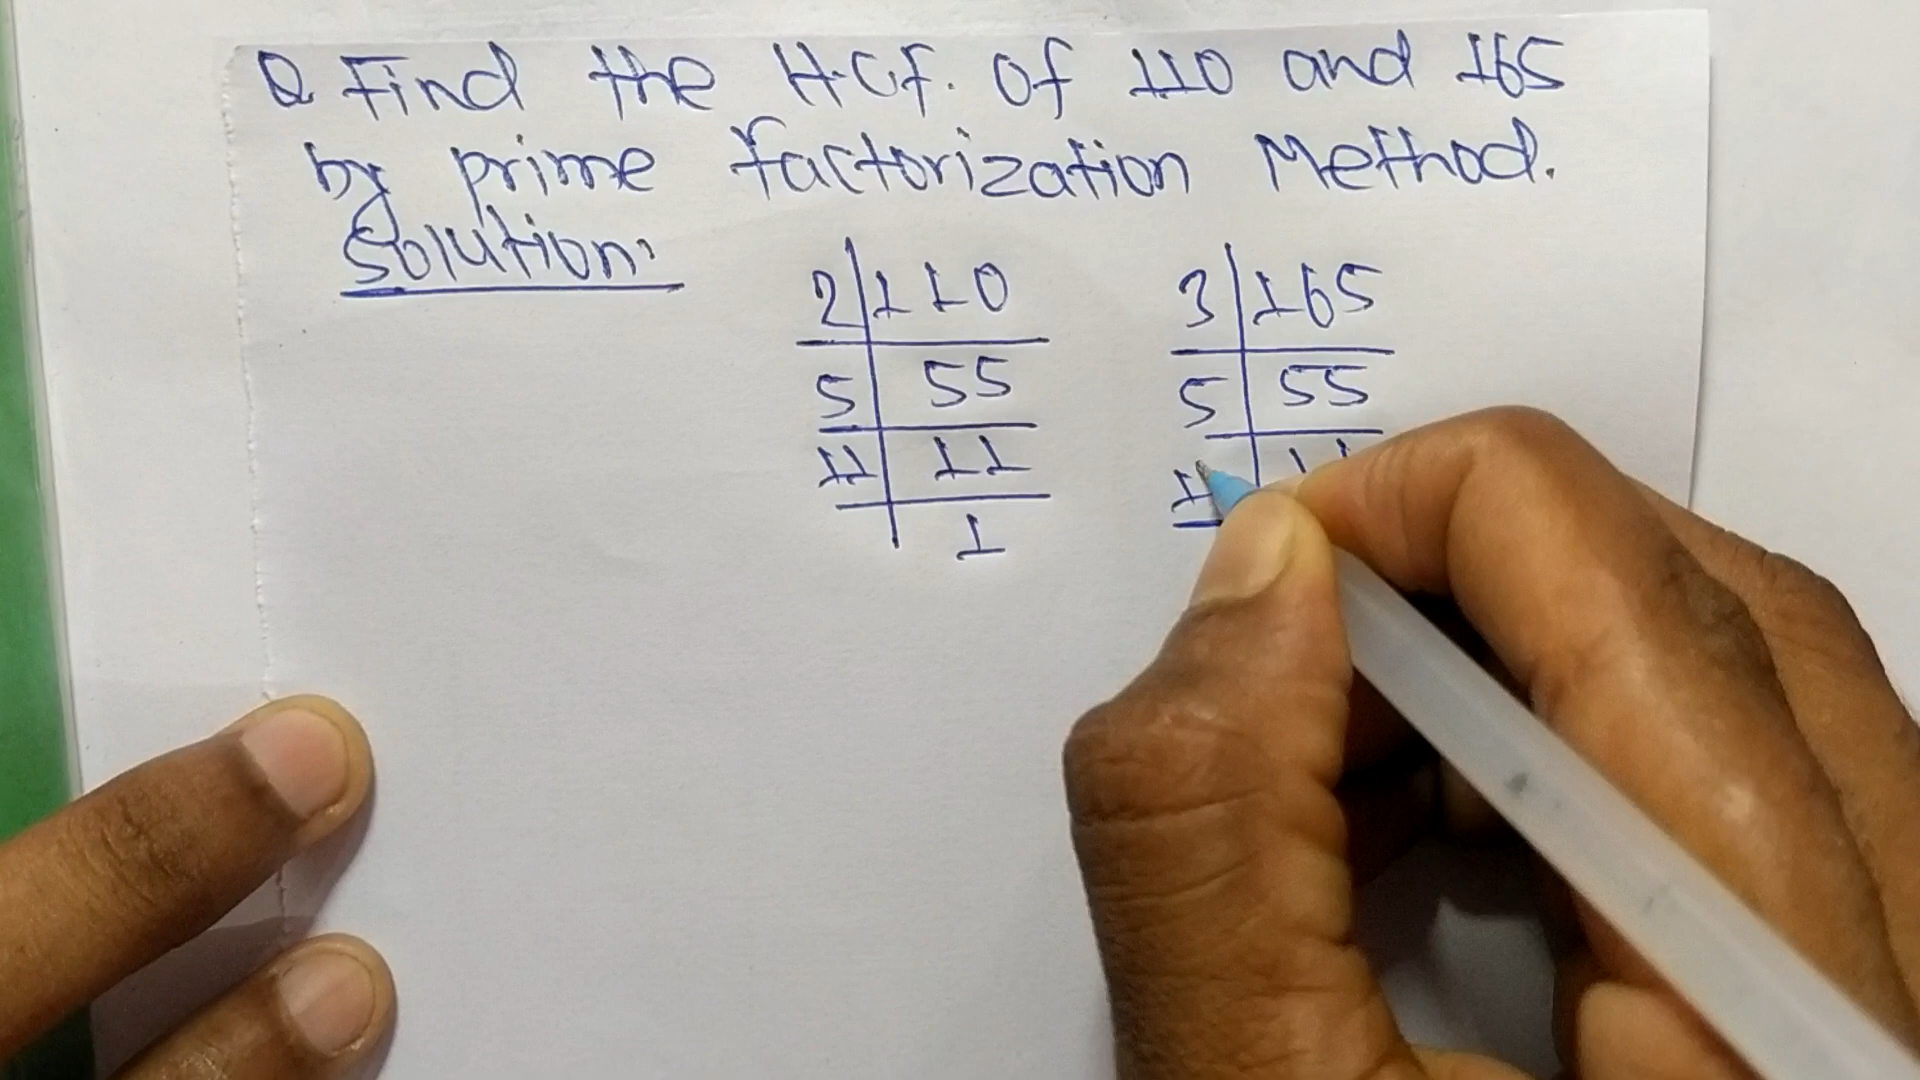 Q Find the H.C.F. of 110 and 165
by prime factorization Method.
Solution:
2 110 3 165
5 55 5 55
11 11
1